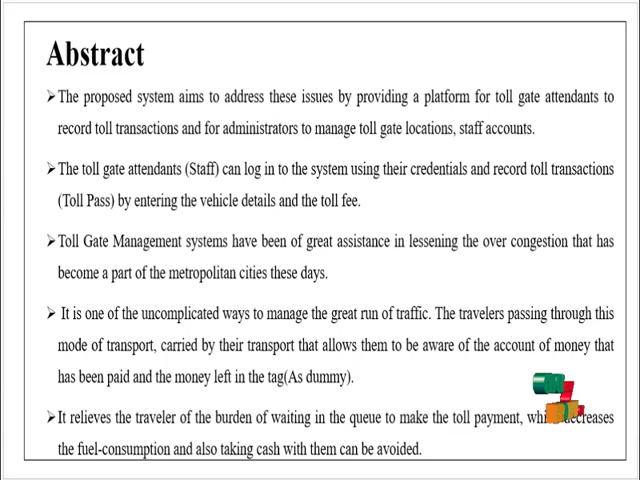 Abstract
➢The proposed system aims to address these issues by providing a platform for toll gate attendants to
record toll transactions and for administrators to manage toll gate locations, staff accounts.
➢The toll gate attendants (Staff) can log in to the system using their credentials and record toll transactions
(Toll Pass) by entering the vehicle details and the toll fee.
➢Toll Gate Management systems have been of great assistance in lessening the over congestion that has
become a part of the metropolitan cities these days.
➢ It is one of the uncomplicated ways to manage the great run of traffic. The travelers passing through this
mode of transport, carried by their transport that allows them to be aware of the account of money that
has been paid and the money left in the tag(As dummy).
➢It relieves the traveler of the burden of waiting in the queue to make the toll payment,
the fuel-consumption and also taking cash with them can be avoided.